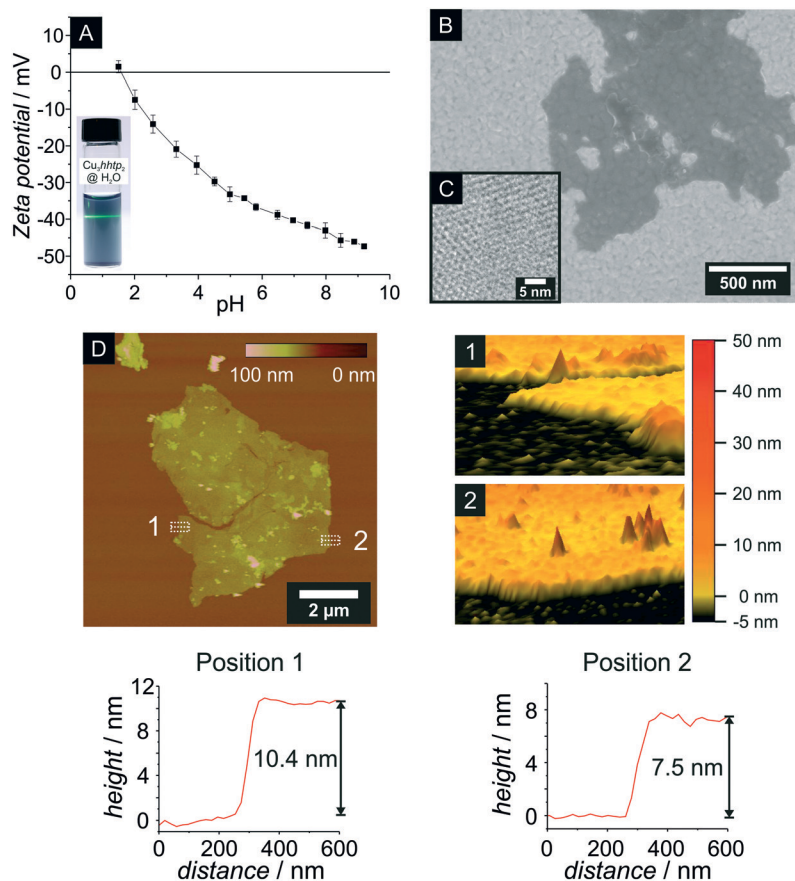 A
Zeta potential / mV
10
0
-10
-20
-30
-40
-50
0 2 4 6 8 10
pH
Cu₃hhtp₂
@ H₂O
B
C
5 nm
500 nm
D
100 nm 0 nm
1
2
2 µm
1
2
50 nm
40 nm
30 nm
20 nm
10 nm
0 nm
-5 nm
Position 1
height / nm
12
8
4
0
10.4 nm
0 200 400 600
distance / nm
Position 2
height / nm
8
4
0
7.5 nm
0 200 400 600
distance / nm